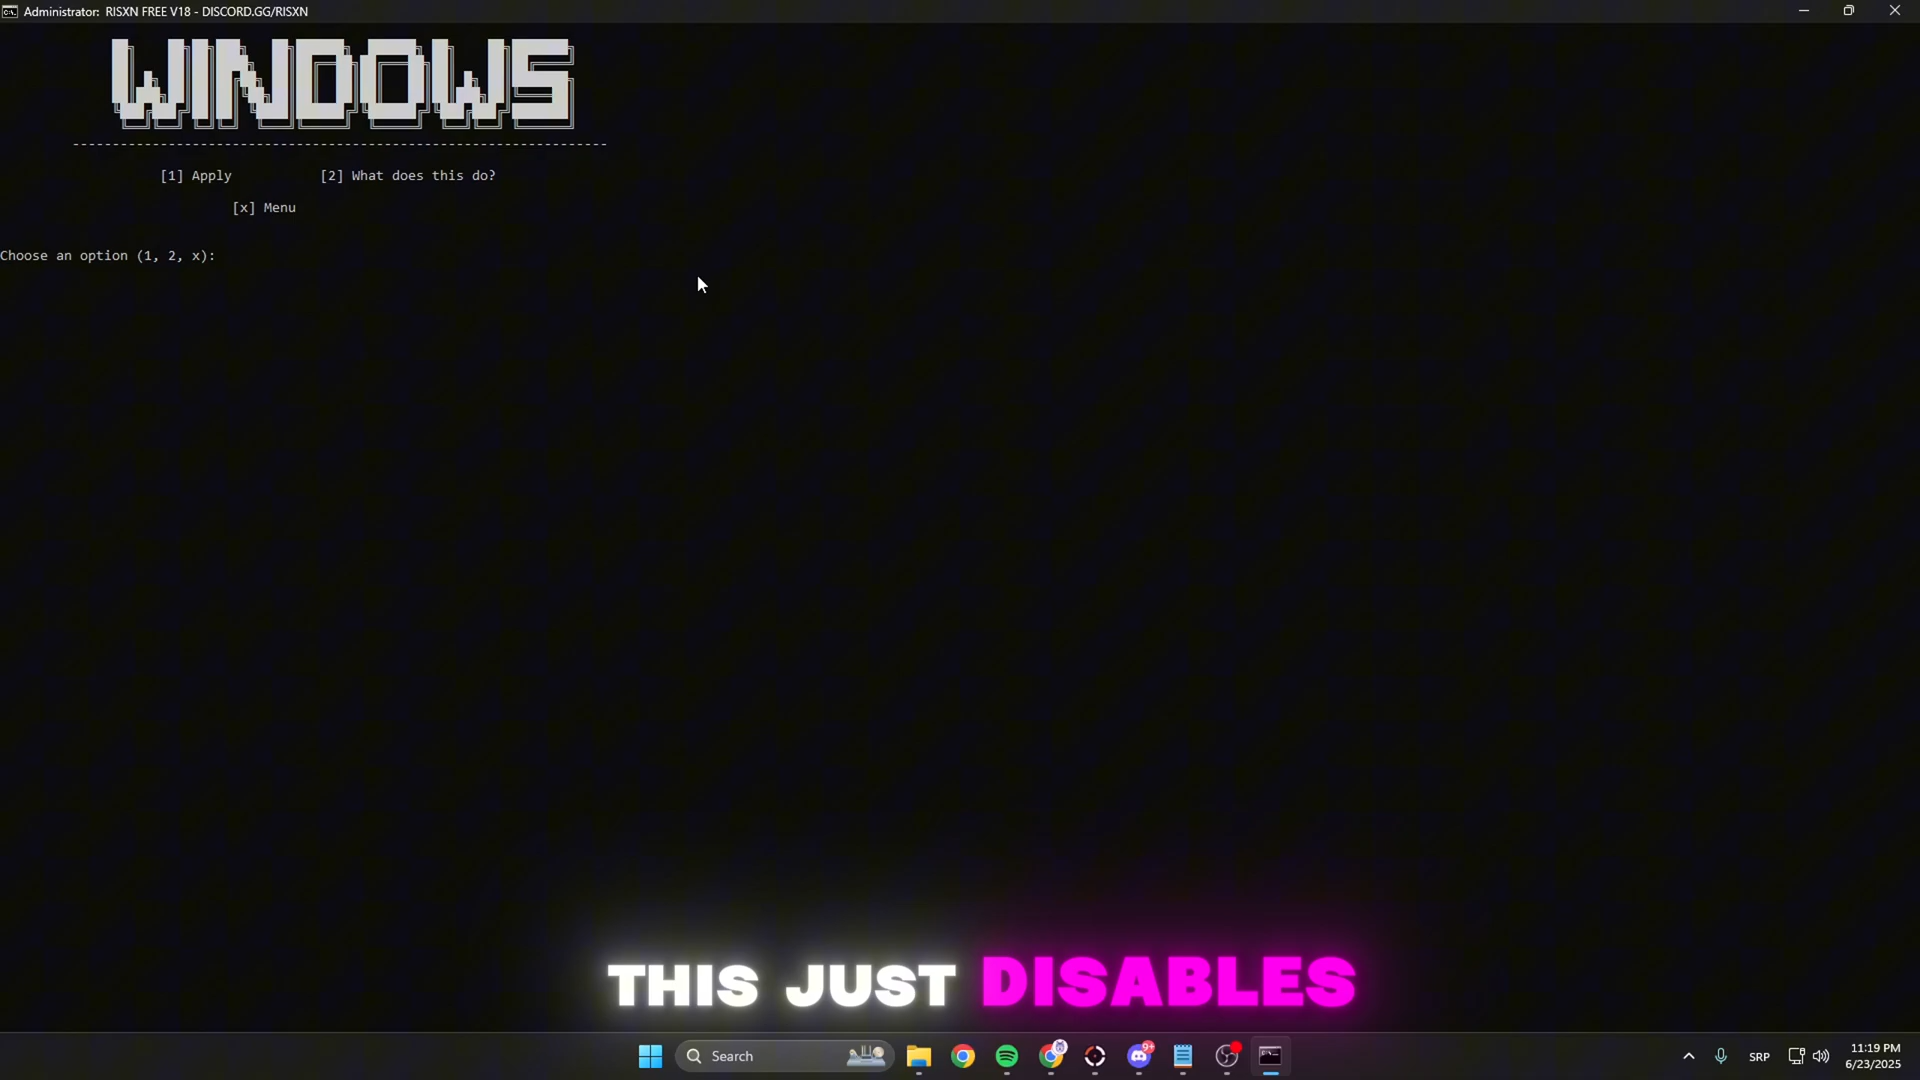 Administrator: RISXN FREE V18 - DISCORD.GG/RISXN
WINDOWS
-------------------------------------------------------------------
[1] Apply [2] What does this do?
[x] Menu
Choose an option (1, 2, x):
THIS JUST DISABLES
Search
9+
SRP
11:19 PM
6/23/2025